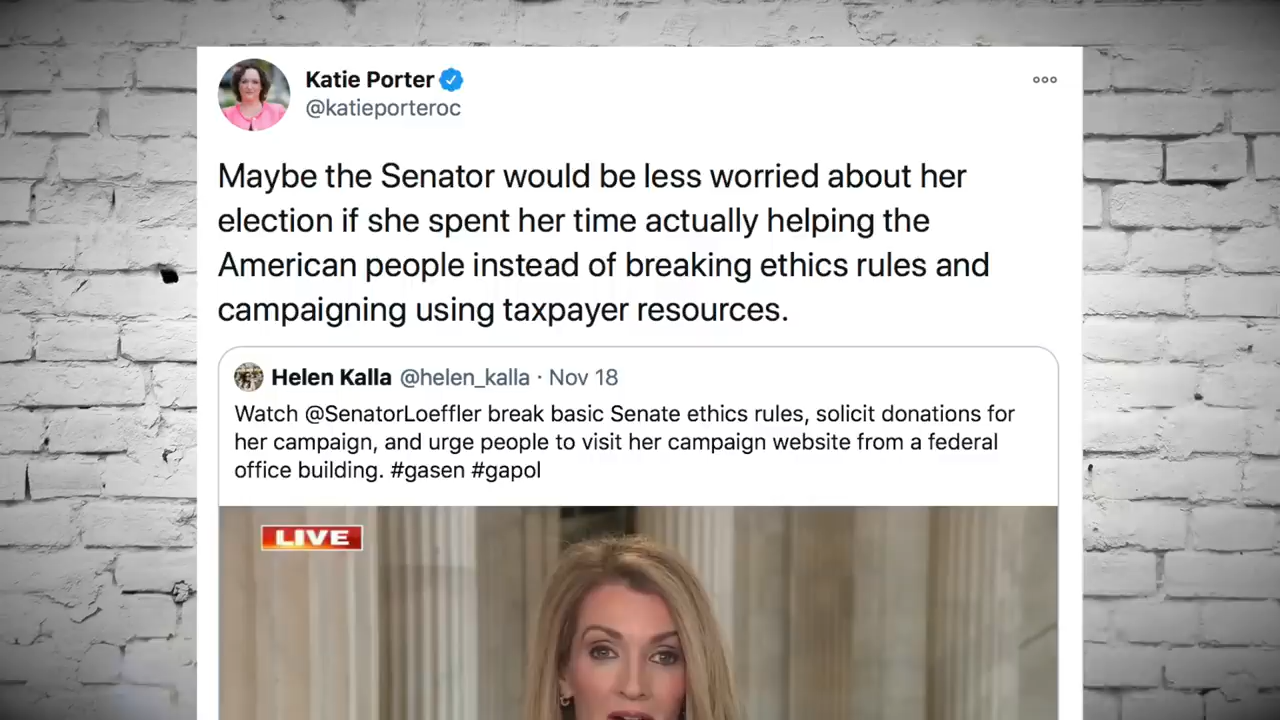 Katie Porter
@katieporteroc
Maybe the Senator would be less worried about her
election if she spent her time actually helping the
American people instead of breaking ethics rules and
campaigning using taxpayer resources.
Helen Kalla @helen_kalla · Nov 18
Watch @SenatorLoeffler break basic Senate ethics rules, solicit donations for
her campaign, and urge people to visit her campaign website from a federal
office building. #gasen #gapol
LIVE